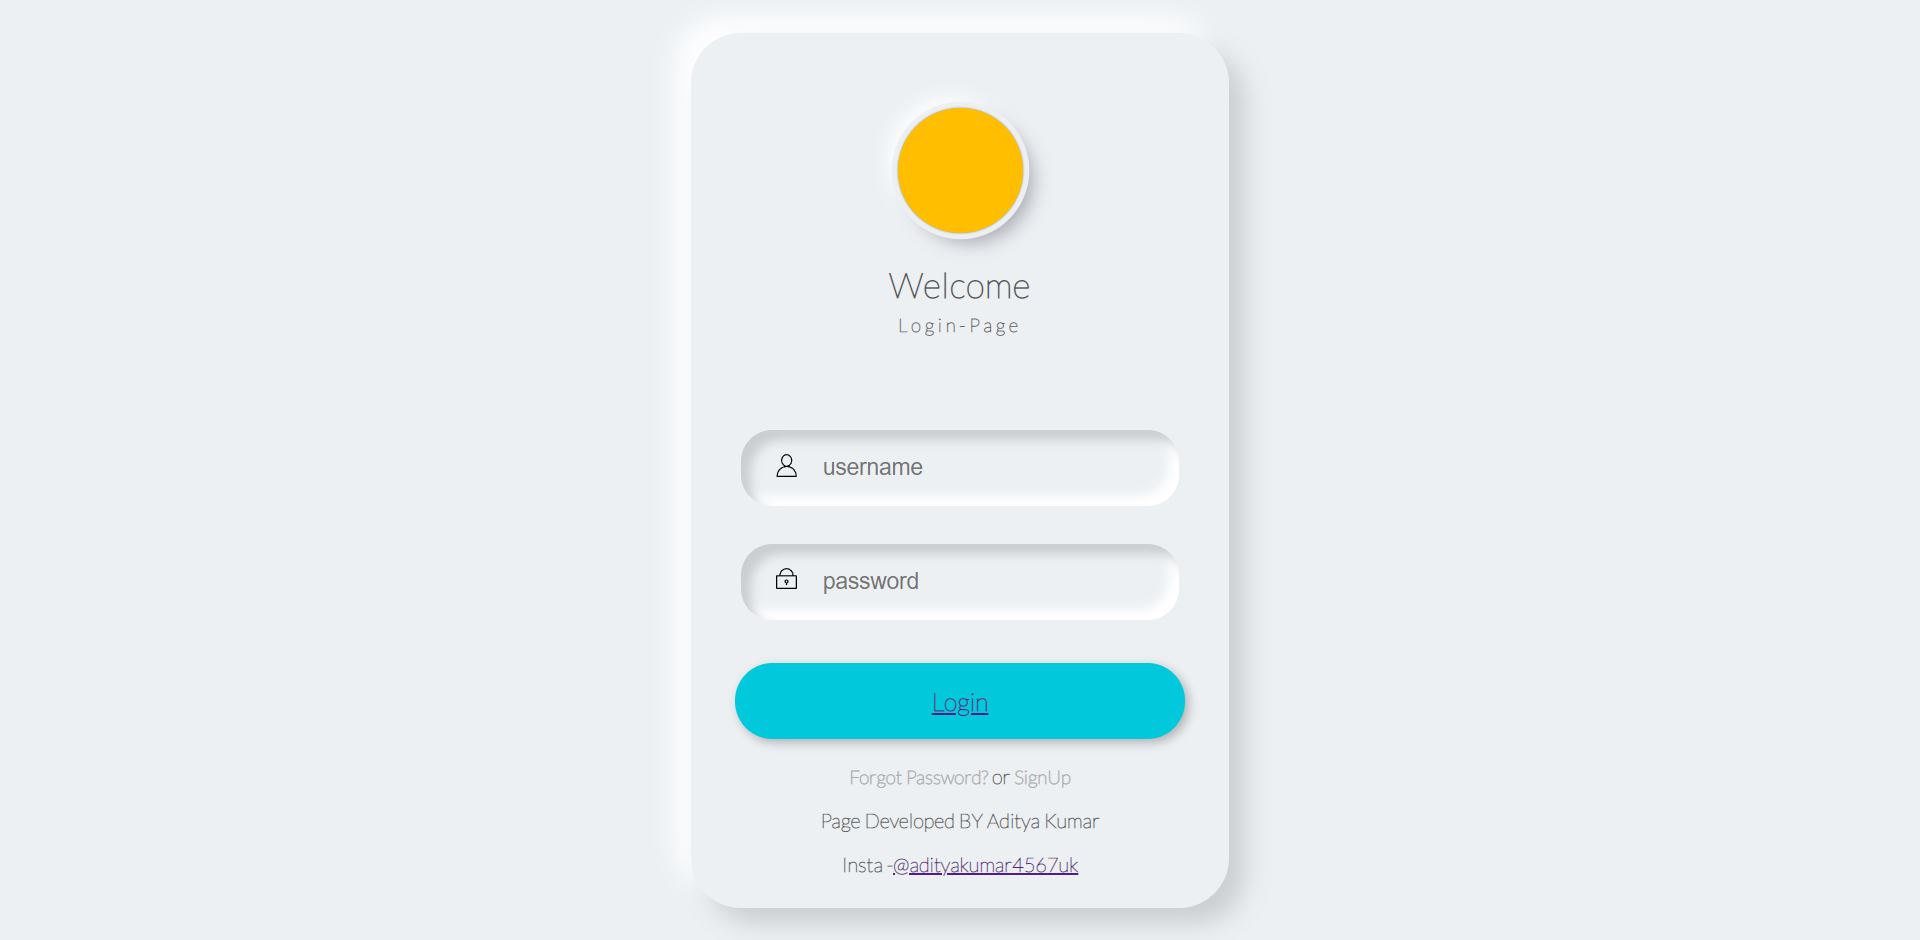 Welcome
Login-Page
username
password
Login
Forgot Password? or SignUp
Page Developed BY Aditya Kumar
Insta -@adityakumar4567uk